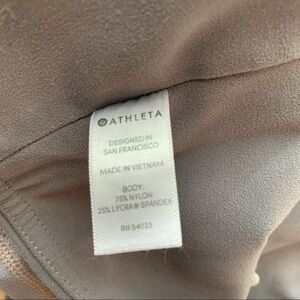 ATHLETA
DESIGNED IN
SAN FRANCISCO
MADE IN VIETNAM
BODY:
75% NYLON
25% LYCRA® SPANDEX
RN 54023